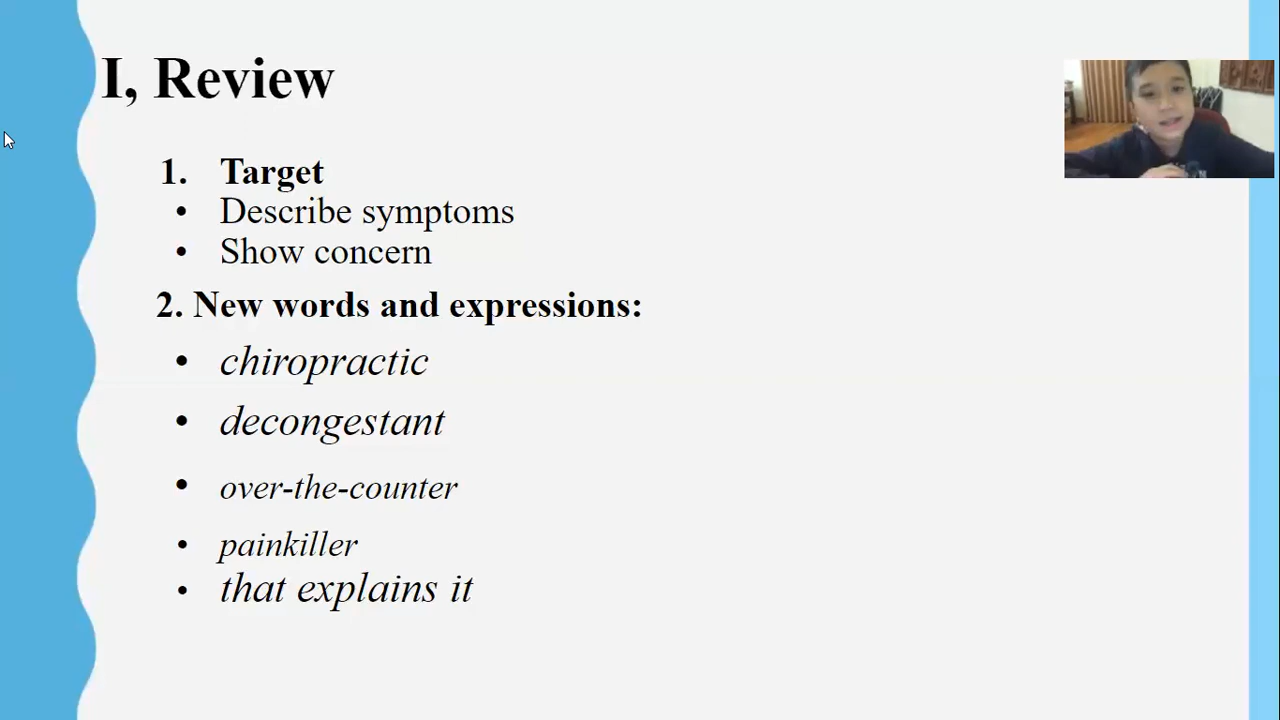 I, Review
1. Target
• Describe symptoms
• Show concern
2. New words and expressions:
• chiropractic
• decongestant
• over-the-counter
• painkiller
• that explains it